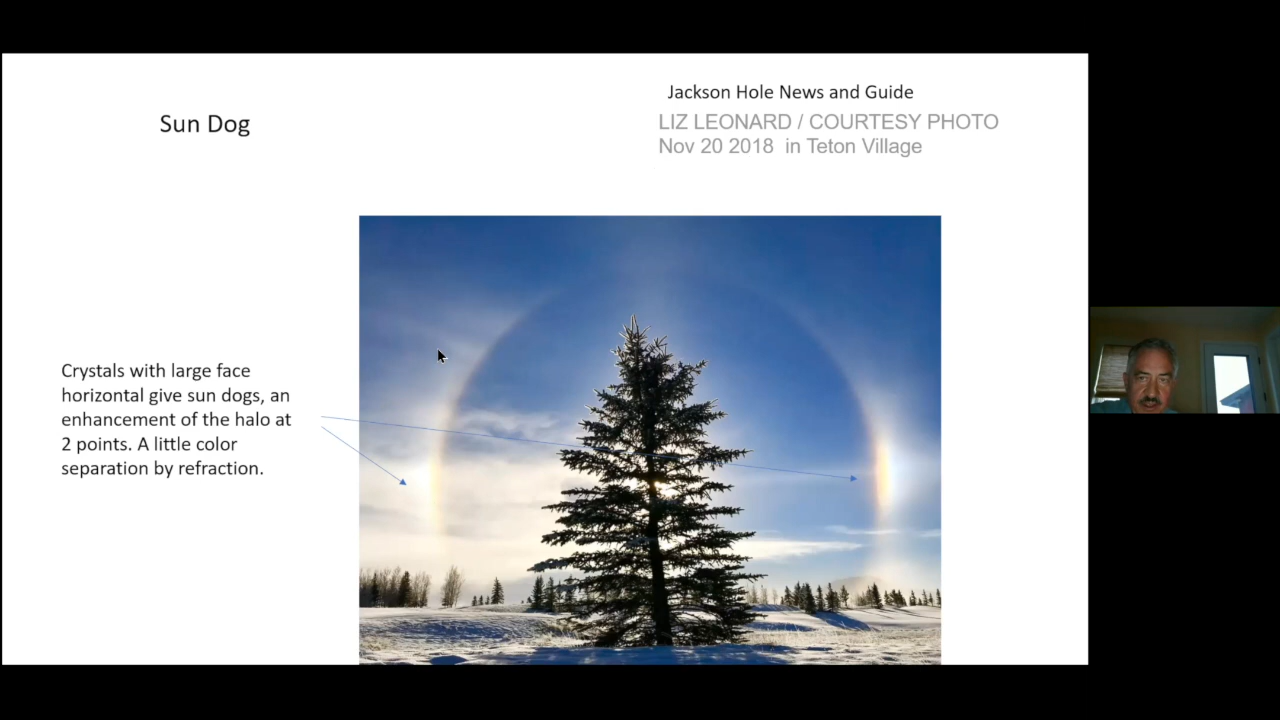 Sun Dog
Jackson Hole News and Guide
LIZ LEONARD / COURTESY PHOTO
Nov 20 2018 in Teton Village
Crystals with large face
horizontal give sun dogs, an
enhancement of the halo at
2 points. A little color
separation by refraction.